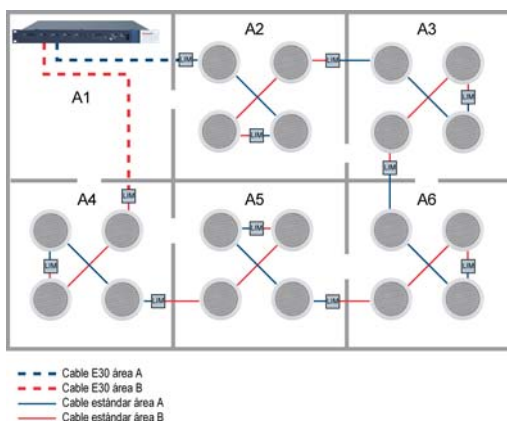 A2
A3
LIM
LIM
LIM
LIM
A1
LIM
LIM
LIM
A4
A5
A6
LIM
LIM
LIM
LIM
LIM
Cable E30 área A
Cable E30 área B
Cable estándar área A
Cable estándar área B